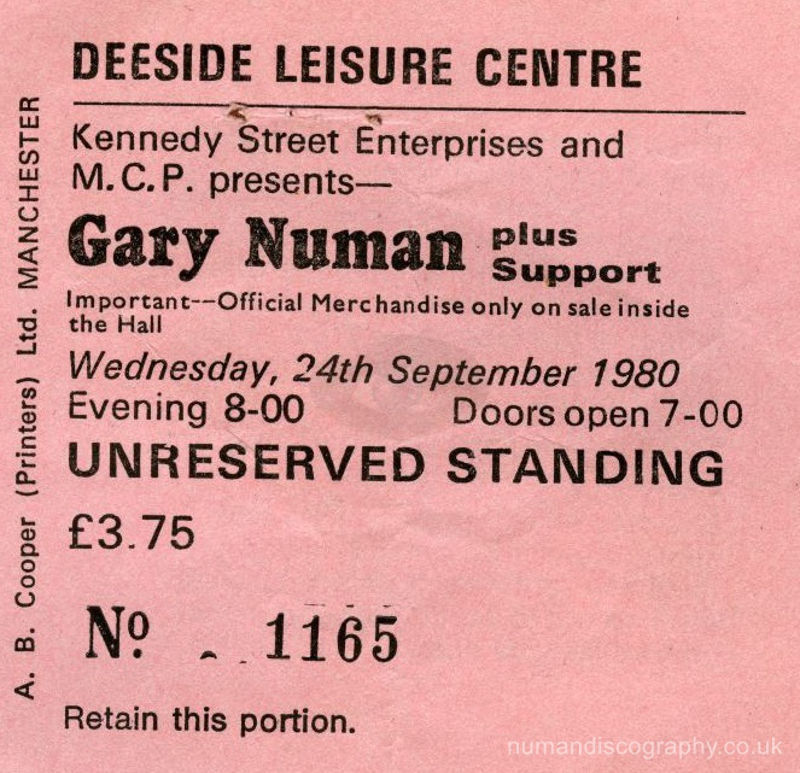 DEESIDE LEISURE CENTRE
Kennedy Street Enterprises and
M.C.P. presents—
Gary Numan plus Support
Important--Official Merchandise only on sale inside
the Hall
Wednesday, 24th September 1980
Evening 8-00 Doors open 7-00
UNRESERVED STANDING
£3.75
Nº 1165
Retain this portion.
A. B. Cooper (Printers) Ltd. MANCHESTER
numandiscography.co.uk